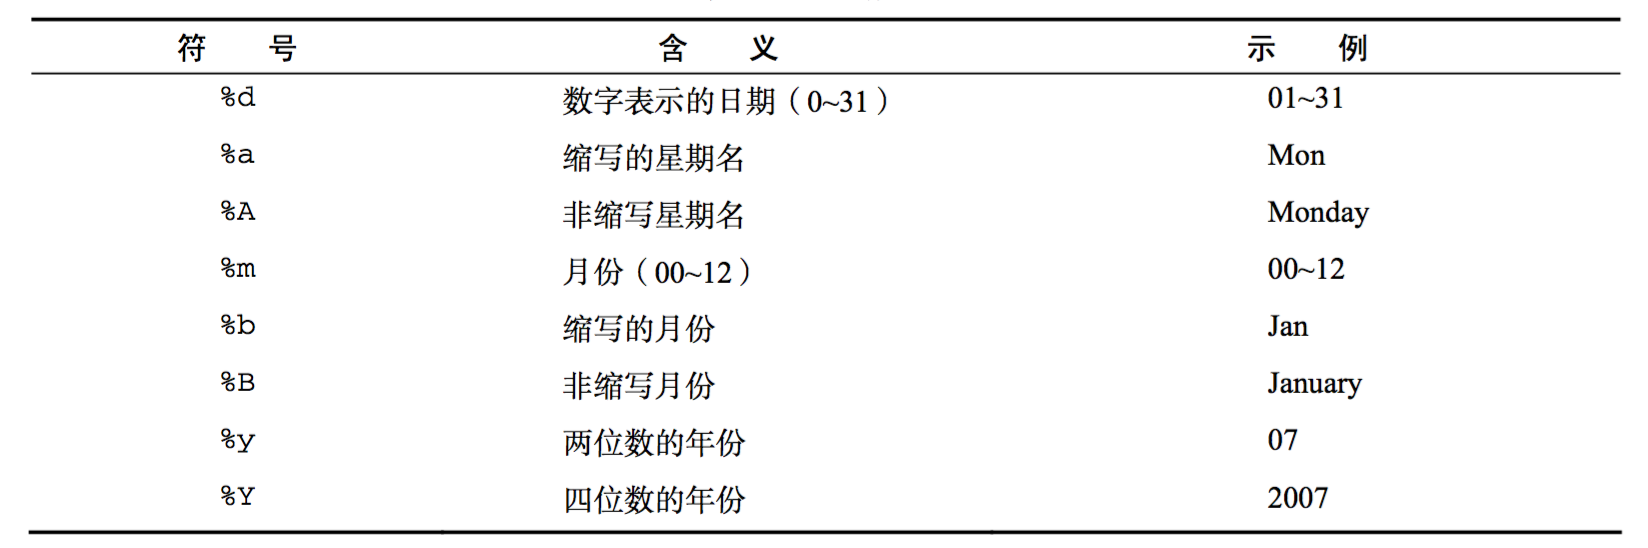 符 号 含 义 示 例
%d 数字表示的日期（0~31） 01~31
%a 缩写的星期名 Mon
%A 非缩写星期名 Monday
%m 月份（00~12） 00~12
%b 缩写的月份 Jan
%B 非缩写月份 January
%y 两位数的年份 07
%Y 四位数的年份 2007